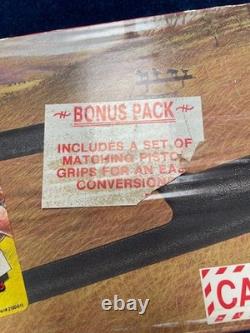 BONUS PACK
INCLUDES A SET OF
MATCHING PISTOL
GRIPS FOR AN EAS
CONVERSION
CA